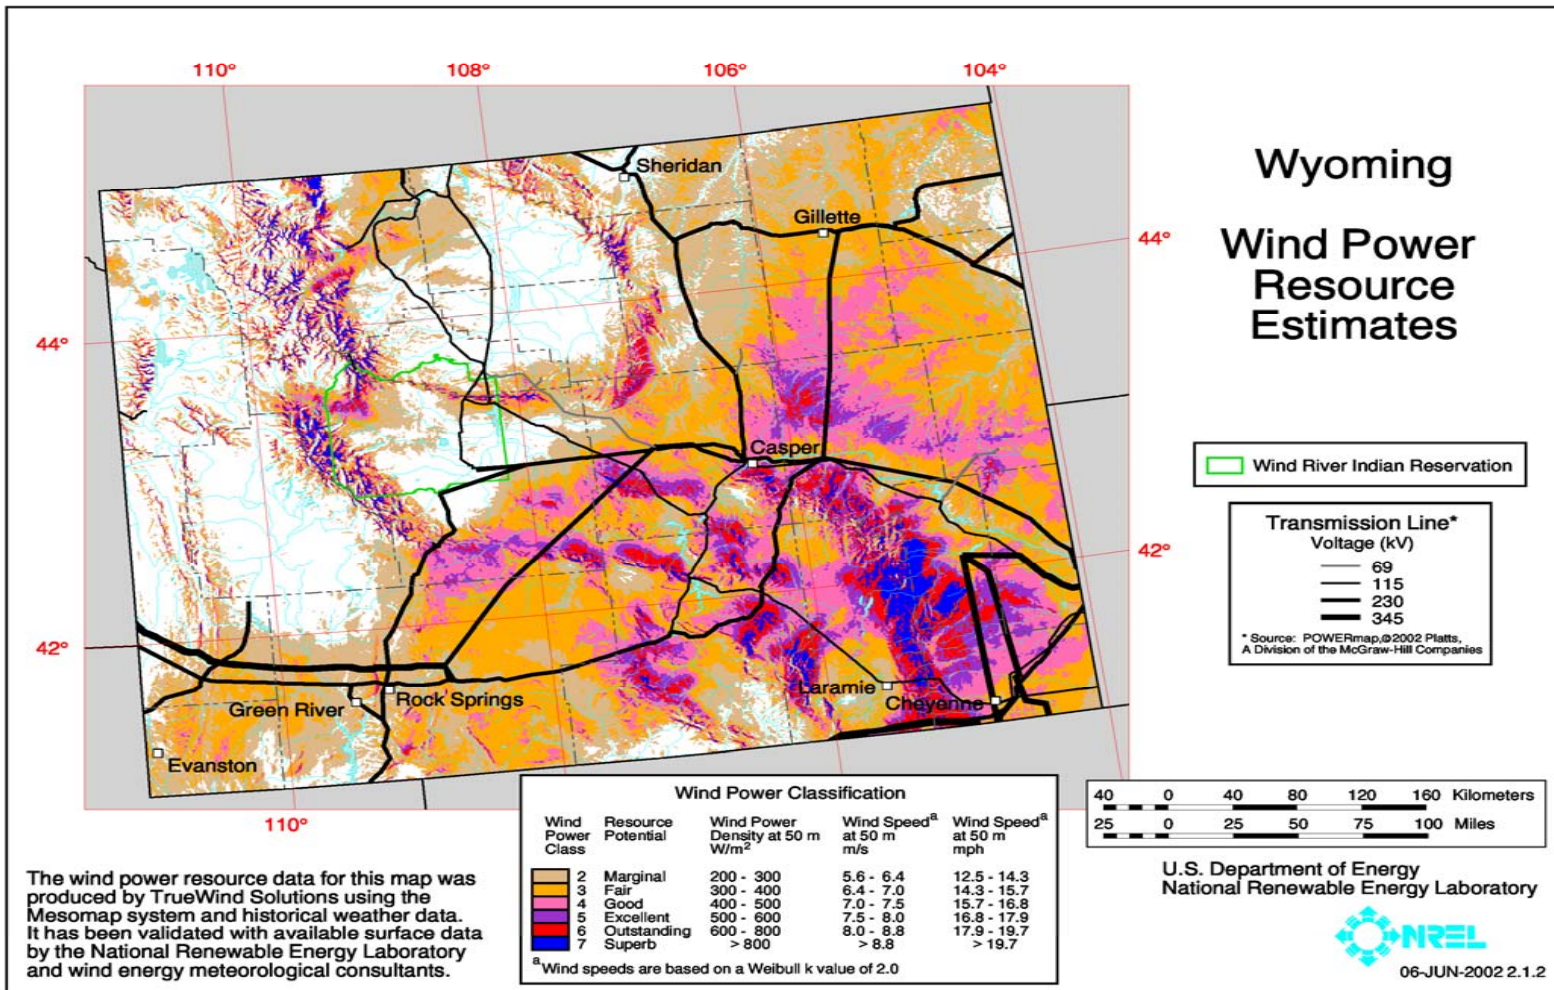 110°
108°
106°
104°
Wyoming
Wind Power
Resource
Estimates
Sheridan
Gillette
44°
44°
Casper
Wind River Indian Reservation
Transmission Line*
Voltage (kV)
69
115
230
345
* Source: POWERmap,©2002 Platts,
A Division of the McGraw-Hill Companies
42°
42°
Laramie
Cheyenne
Rock Springs
Green River
Evanston
110°
Wind Power Classification
Wind Power Class Resource Potential Wind Power Density at 50 m W/m² Wind Speedᵃ at 50 m m/s Wind Speedᵃ at 50 m mph
2 Marginal 200 - 300 5.6 - 6.4 12.5 - 14.3
3 Fair 300 - 400 6.4 - 7.0 14.3 - 15.7
4 Good 400 - 500 7.0 - 7.5 15.7 - 16.8
5 Excellent 500 - 600 7.5 - 8.0 16.8 - 17.9
6 Outstanding 600 - 800 8.0 - 8.8 17.9 - 19.7
7 Superb > 800 > 8.8 > 19.7
ᵃ Wind speeds are based on a Weibull k value of 2.0
The wind power resource data for this map was
produced by TrueWind Solutions using the
Mesomap system and historical weather data.
It has been validated with available surface data
by the National Renewable Energy Laboratory
and wind energy meteorological consultants.
40 0 40 80 120 160 Kilometers
25 0 25 50 75 100 Miles
U.S. Department of Energy
National Renewable Energy Laboratory
NREL
06-JUN-2002 2.1.2